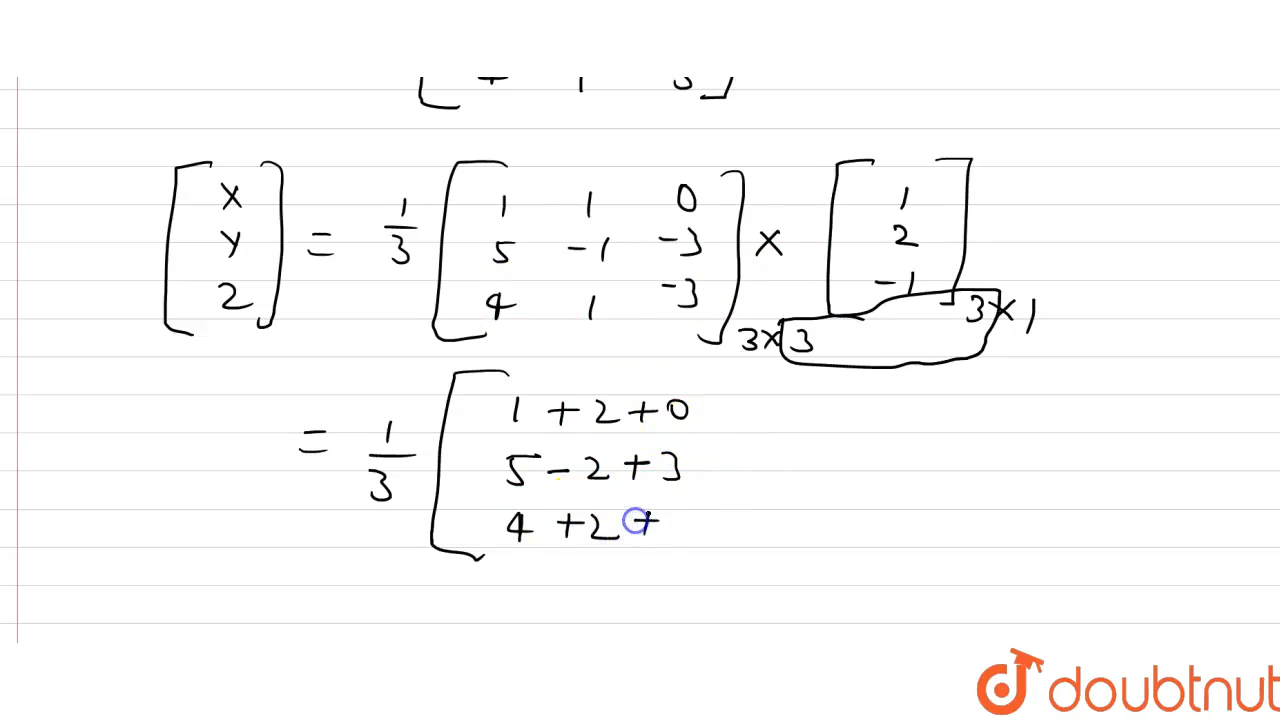 [x y z] = 1/3 [1 1 0; 5 -1 -3; 4 1 -3] 3×3 × [1 2 -1] 3×1
= 1/3 [1 + 2 + 0
5 - 2 + 3
4 + 2 +
doubtnut